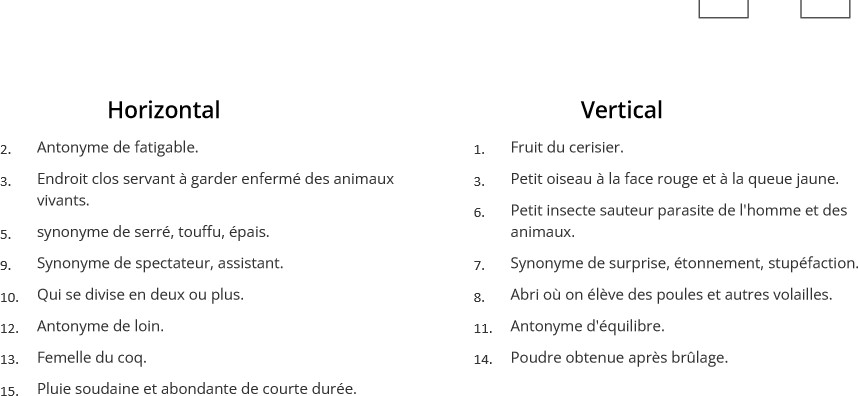 Horizontal
2. Antonyme de fatigable.
3. Endroit clos servant à garder enfermé des animaux
vivants.
5. synonyme de serré, touffu, épais.
9. Synonyme de spectateur, assistant.
10. Qui se divise en deux ou plus.
12. Antonyme de loin.
13. Femelle du coq.
15. Pluie soudaine et abondante de courte durée.
Vertical
1. Fruit du cerisier.
3. Petit oiseau à la face rouge et à la queue jaune.
6. Petit insecte sauteur parasite de l'homme et des
animaux.
7. Synonyme de surprise, étonnement, stupéfaction.
8. Abri où on élève des poules et autres volailles.
11. Antonyme d'équilibre.
14. Poudre obtenue après brûlage.